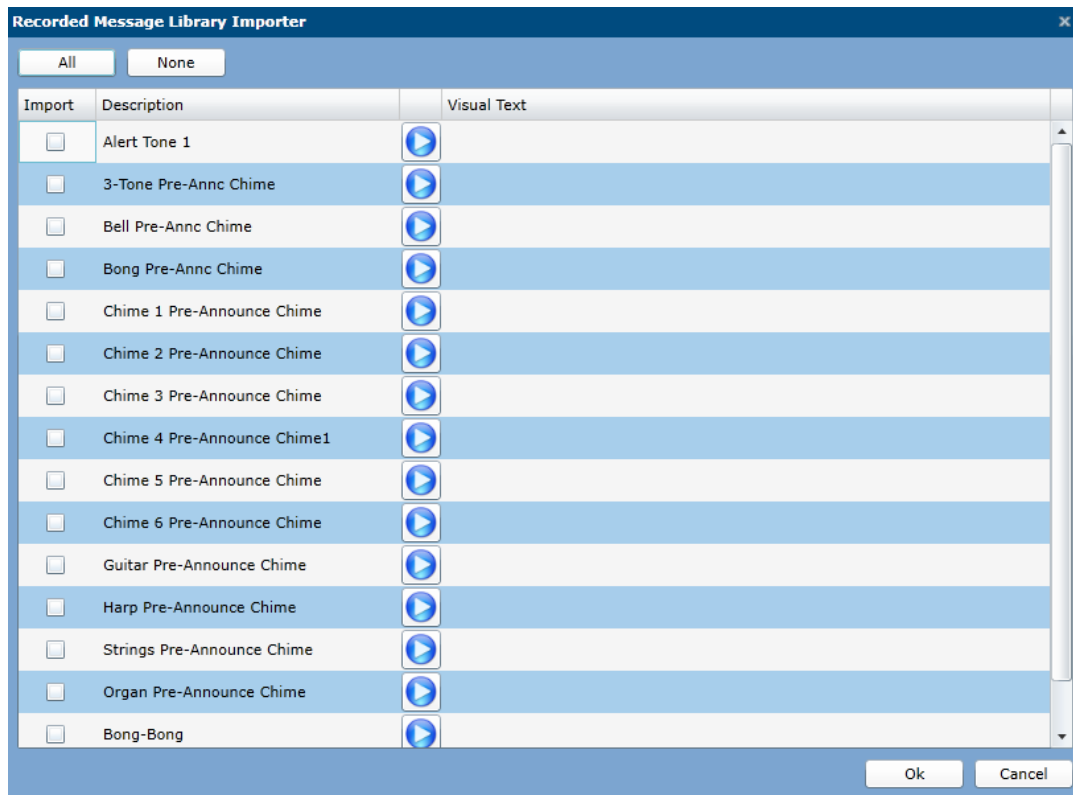 Recorded Message Library Importer
All None
Import Description Visual Text
Alert Tone 1
3-Tone Pre-Annc Chime
Bell Pre-Annc Chime
Bong Pre-Annc Chime
Chime 1 Pre-Announce Chime
Chime 2 Pre-Announce Chime
Chime 3 Pre-Announce Chime
Chime 4 Pre-Announce Chime1
Chime 5 Pre-Announce Chime
Chime 6 Pre-Announce Chime
Guitar Pre-Announce Chime
Harp Pre-Announce Chime
Strings Pre-Announce Chime
Organ Pre-Announce Chime
Bong-Bong
Ok Cancel